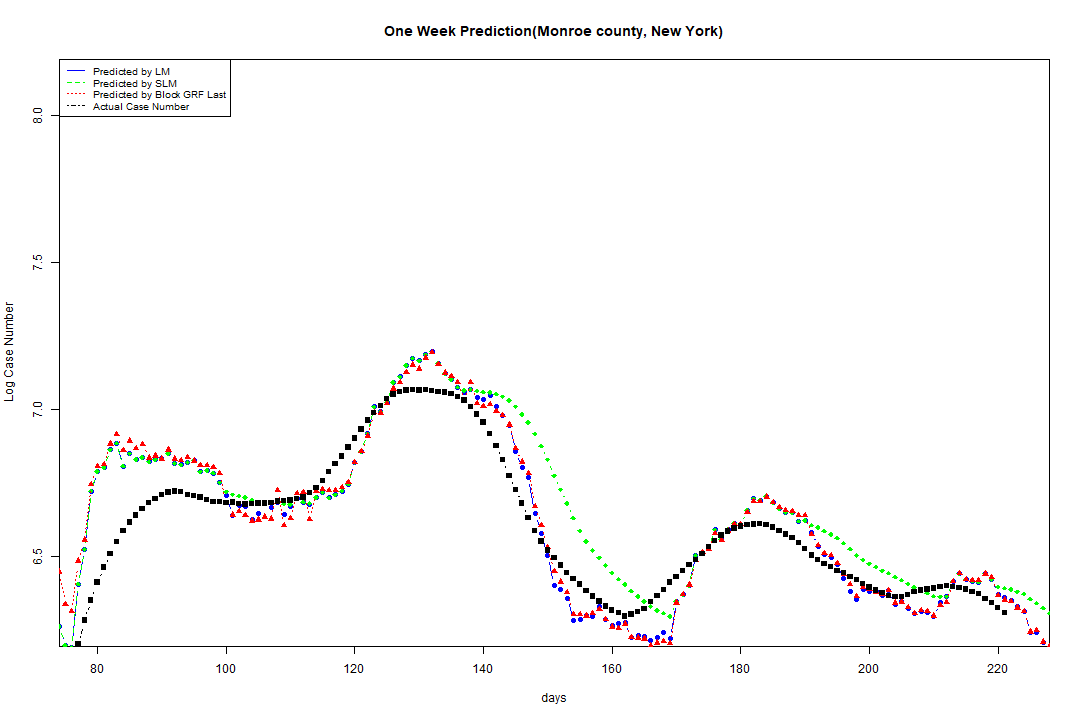 One Week Prediction(Monroe county, New York)
Predicted by LM
Predicted by SLM
Predicted by Block GRF Last
Actual Case Number
8.0
7.5
7.0
6.5
Log Case Number
80 100 120 140 160 180 200 220
days